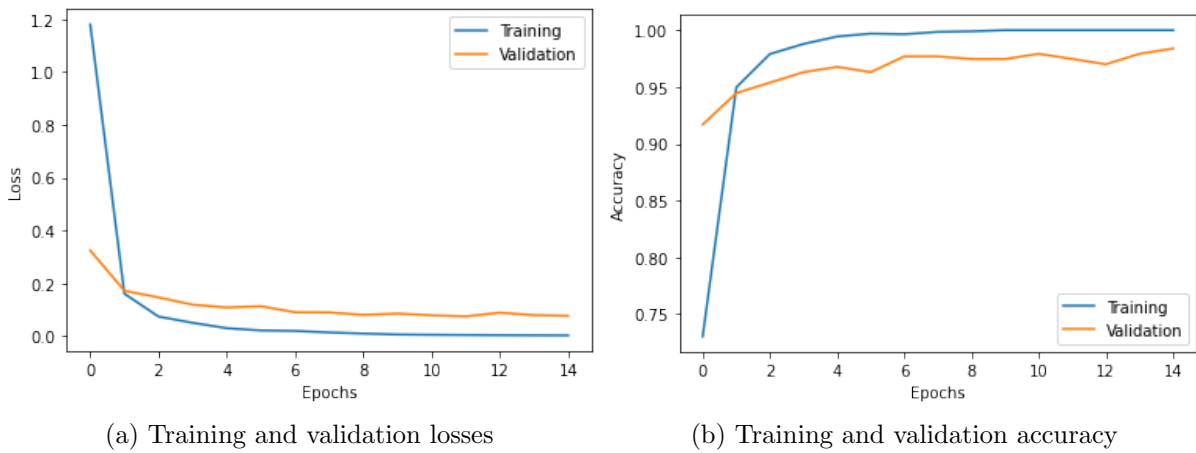 1.2
1.0
0.8
0.6
0.4
0.2
0.0
Loss
0 2 4 6 8 10 12 14
Epochs
Training
Validation
(a) Training and validation losses
1.00
0.95
0.90
0.85
0.80
0.75
Accuracy
0 2 4 6 8 10 12 14
Epochs
Training
Validation
(b) Training and validation accuracy